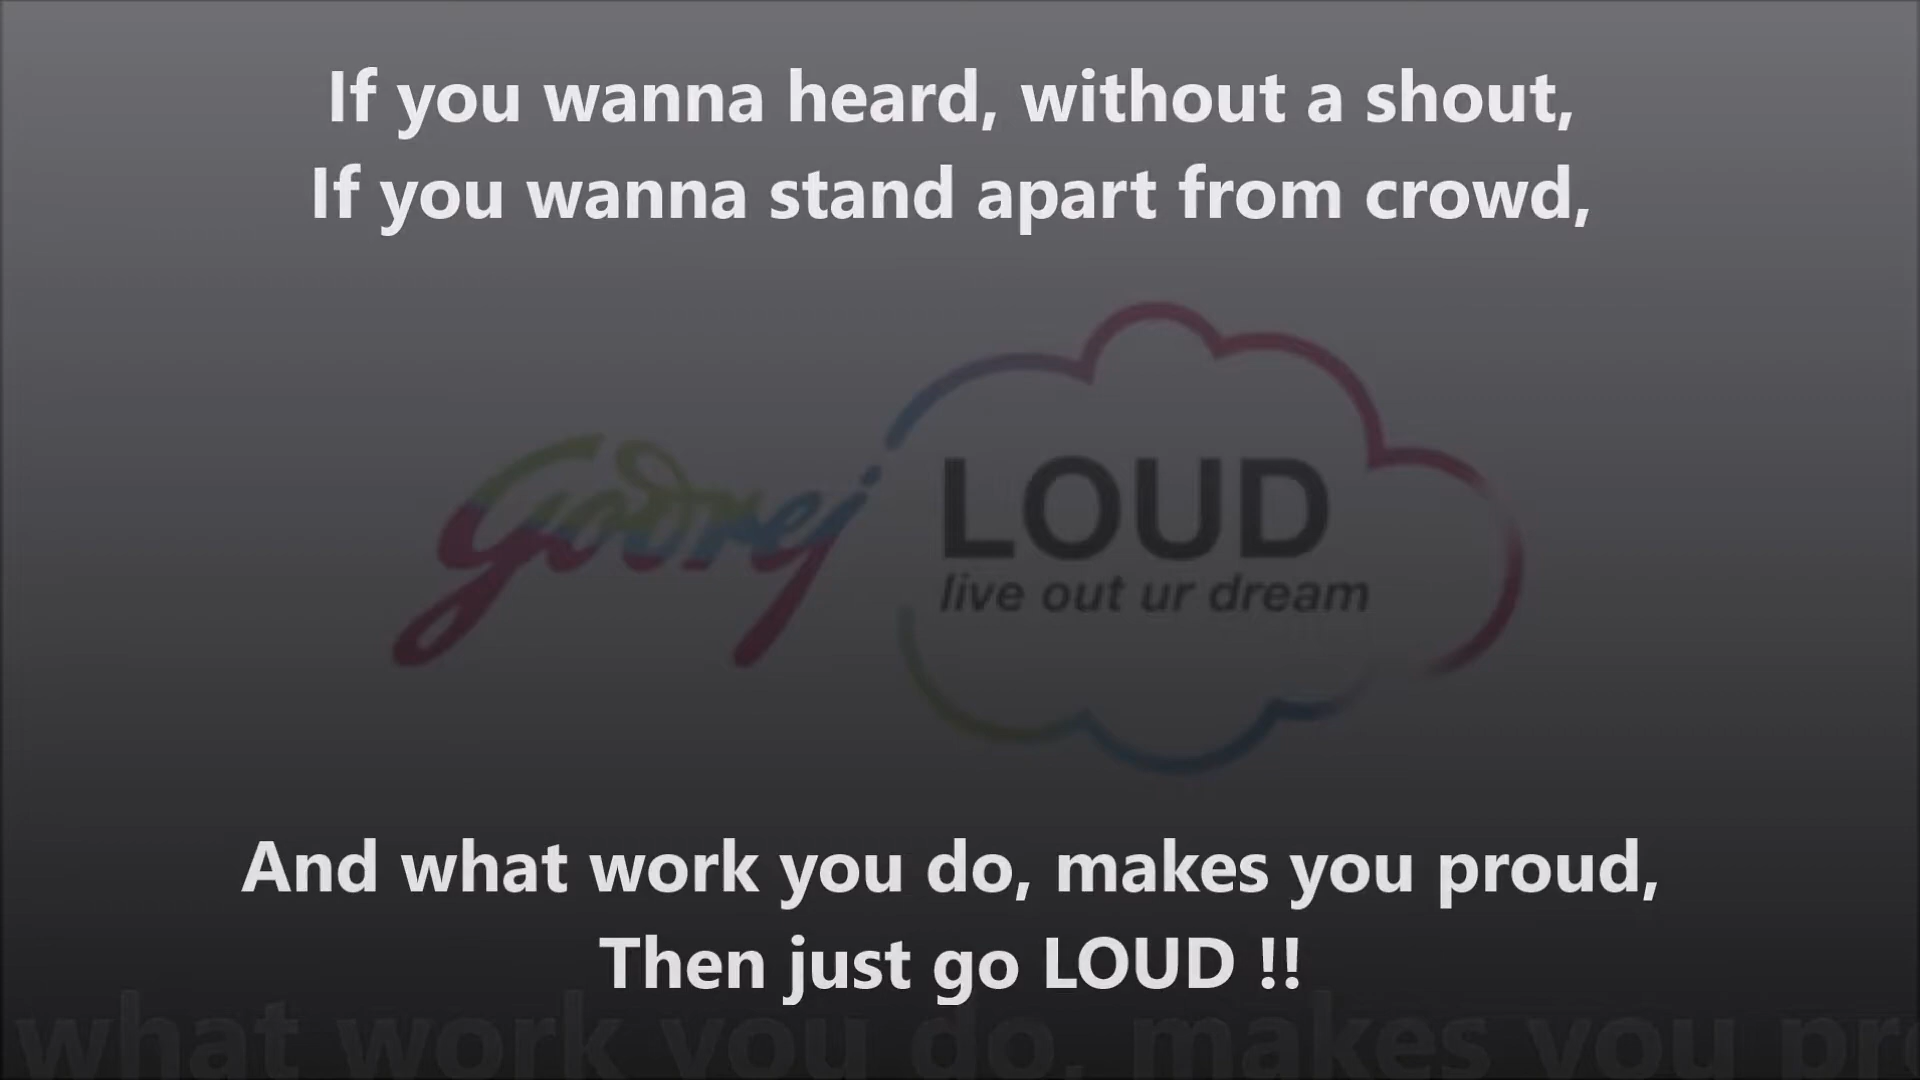 If you wanna heard, without a shout,
If you wanna stand apart from crowd,
Godrej
LOUD
live out ur dream
And what work you do, makes you proud,
Then just go LOUD !!
what work you do, makes you pr